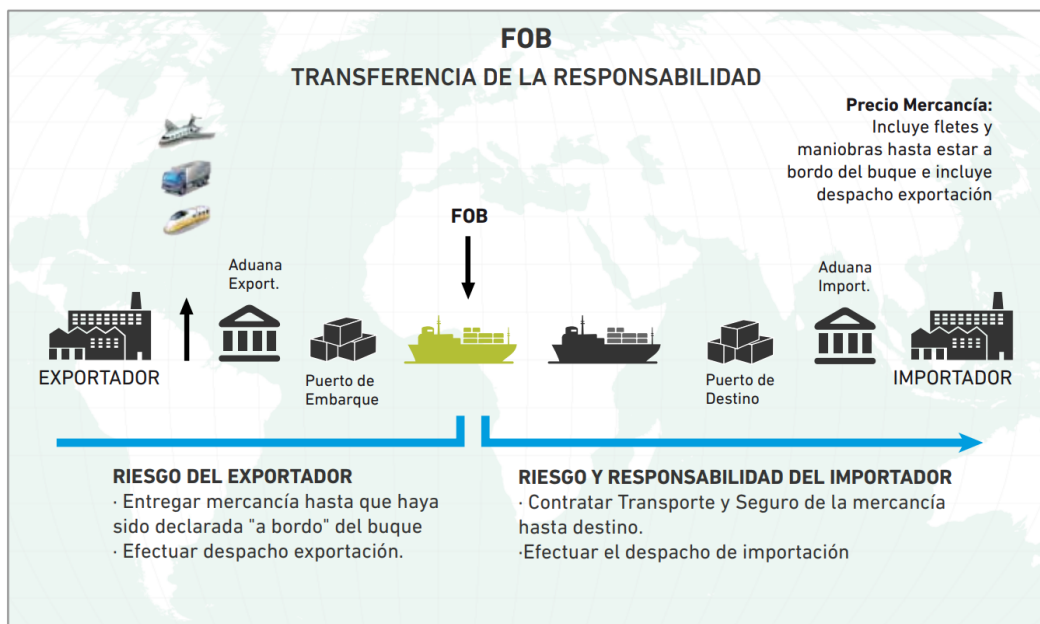 FOB
TRANSFERENCIA DE LA RESPONSABILIDAD
Precio Mercancía:
Incluye fletes y
maniobras hasta estar a
bordo del buque e incluye
despacho exportación
FOB
Aduana
Export.
Aduana
Import.
EXPORTADOR
Puerto de
Embarque
Puerto de
Destino
IMPORTADOR
RIESGO DEL EXPORTADOR
· Entregar mercancía hasta que haya
sido declarada "a bordo" del buque
· Efectuar despacho exportación.
RIESGO Y RESPONSABILIDAD DEL IMPORTADOR
· Contratar Transporte y Seguro de la mercancía
hasta destino.
·Efectuar el despacho de importación